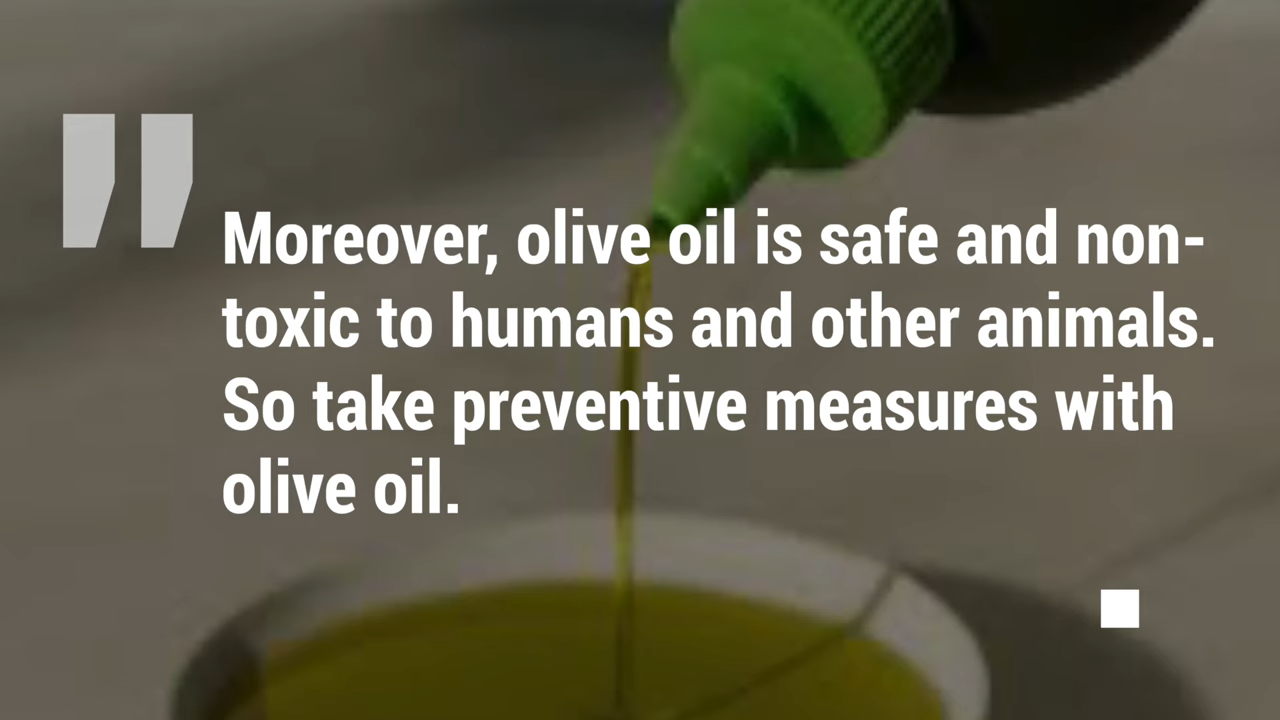 Moreover, olive oil is safe and non-
toxic to humans and other animals.
So take preventive measures with
olive oil.